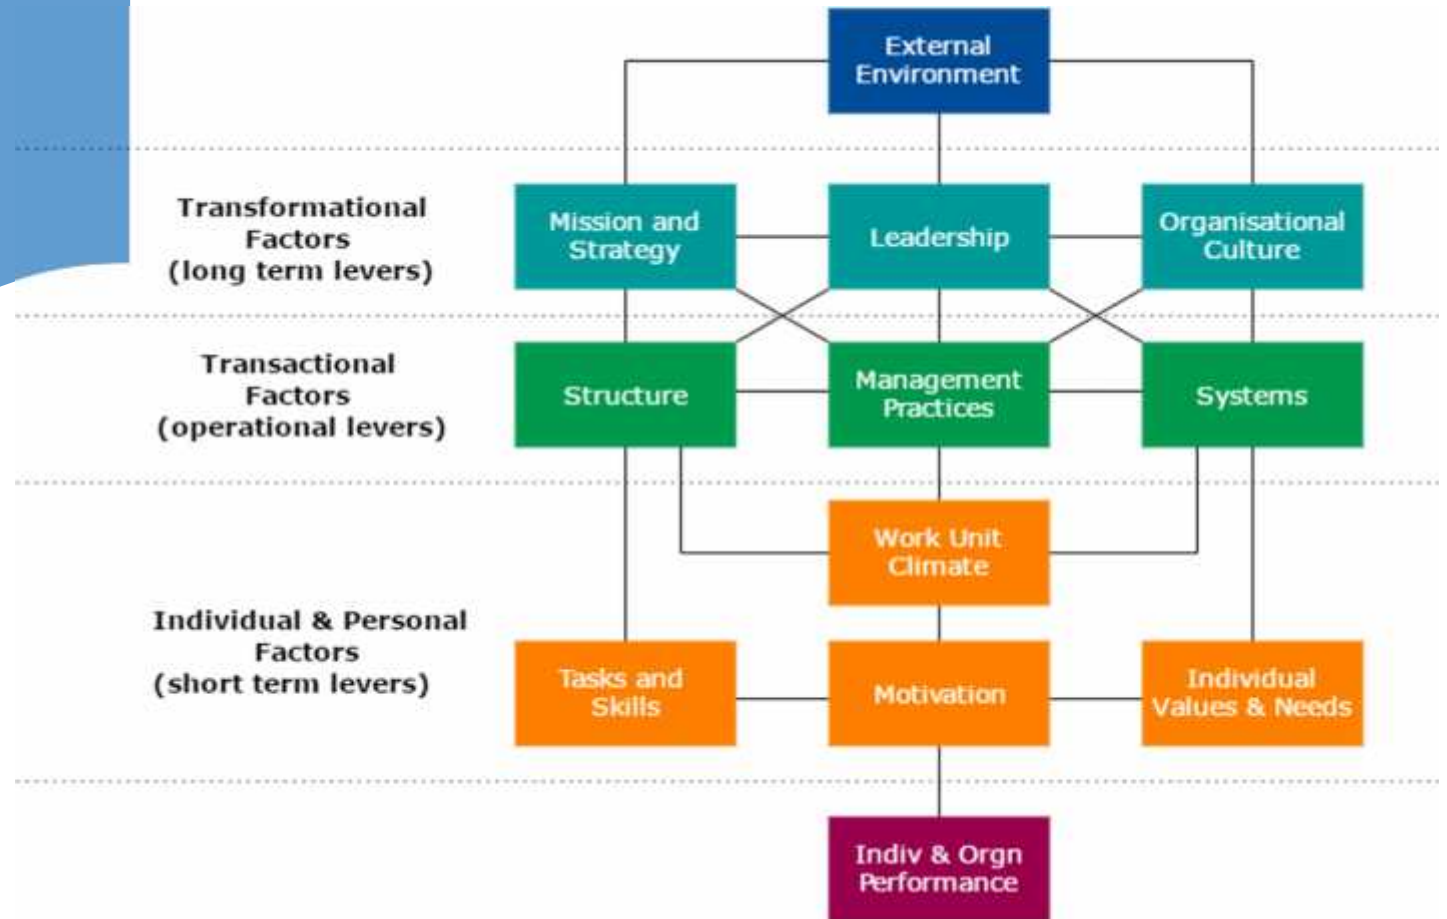 External
Environment
Transformational
Factors
(long term levers)
Mission and
Strategy
Leadership
Organisational
Culture
Transactional
Factors
(operational levers)
Structure
Management
Practices
Systems
Work Unit
Climate
Individual & Personal
Factors
(short term levers)
Tasks and
Skills
Motivation
Individual
Values & Needs
Indiv & Orgn
Performance